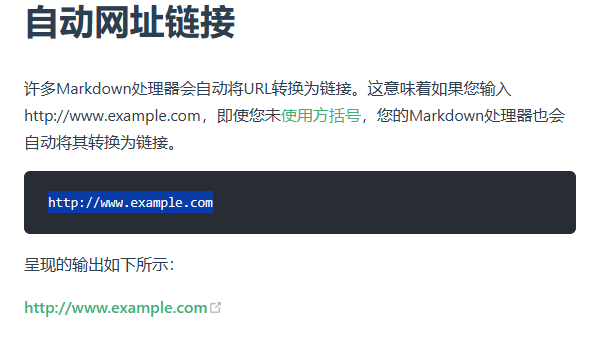 自动网址链接
许多Markdown处理器会自动将URL转换为链接。这意味着如果您输入
http://www.example.com，即使您未使用方括号，您的Markdown处理器也会
自动将其转换为链接。
http://www.example.com
呈现的输出如下所示：
http://www.example.com